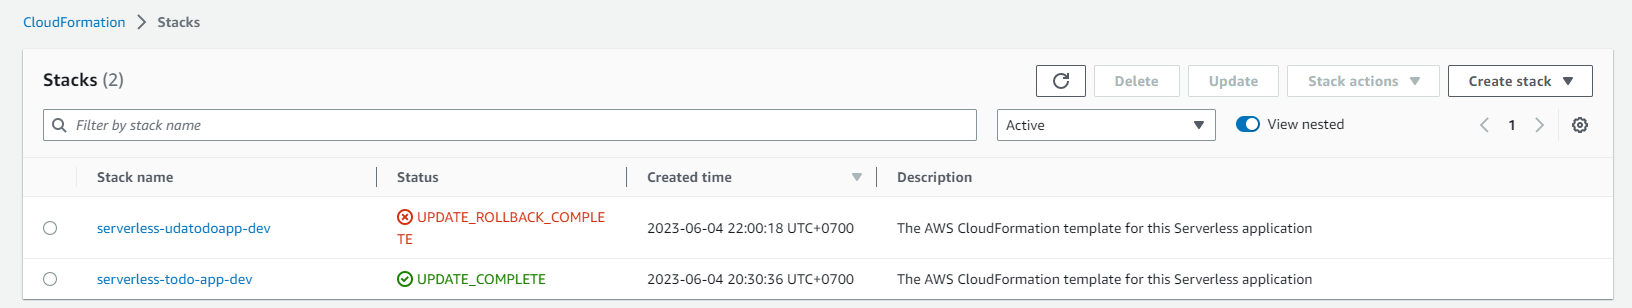 CloudFormation > Stacks
Stacks (2)
Delete
Update
Stack actions
Create stack
Filter by stack name
Active
View nested
1
Stack name Status Created time Description
serverless-udatodoapp-dev UPDATE_ROLLBACK_COMPLE
TE 2023-06-04 22:00:18 UTC+0700 The AWS CloudFormation template for this Serverless application
serverless-todo-app-dev UPDATE_COMPLETE 2023-06-04 20:30:36 UTC+0700 The AWS CloudFormation template for this Serverless application